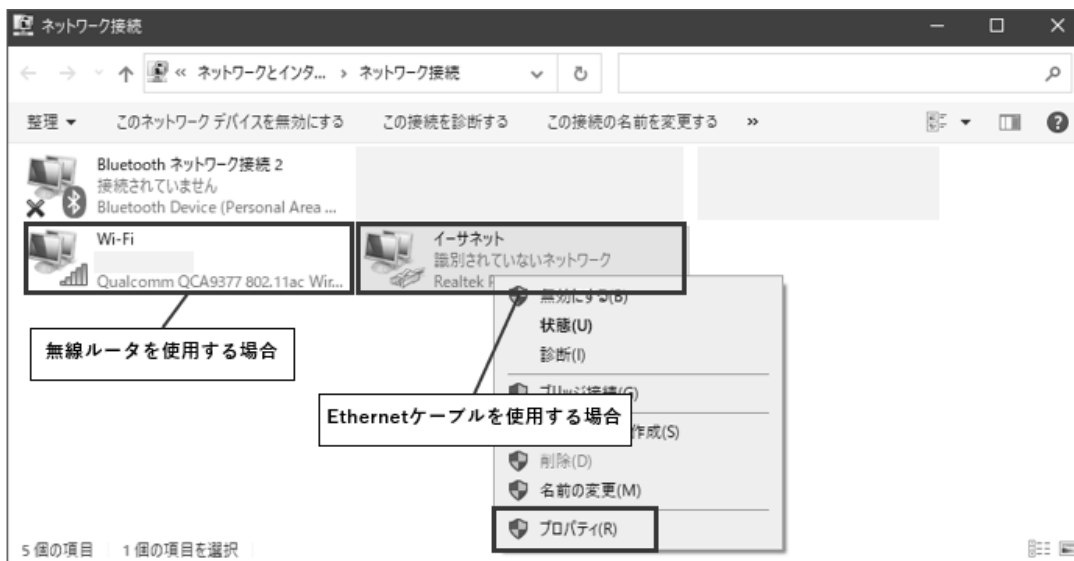 ネットワーク接続
« ネットワークとインタ... › ネットワーク接続
整理 このネットワーク デバイスを無効にする この接続を診断する この接続の名前を変更する »
Bluetooth ネットワーク接続 2
接続されていません
Bluetooth Device (Personal Area ...
Wi-Fi
Qualcomm QCA9377 802.11ac Wir...
イーサネット
識別されていないネットワーク
Realtek
無効にする(B)
状態(U)
診断(I)
ブリッジ接続(G)
作成(S)
削除(D)
名前の変更(M)
プロパティ(R)
無線ルータを使用する場合
Ethernetケーブルを使用する場合
5 個の項目 1 個の項目を選択